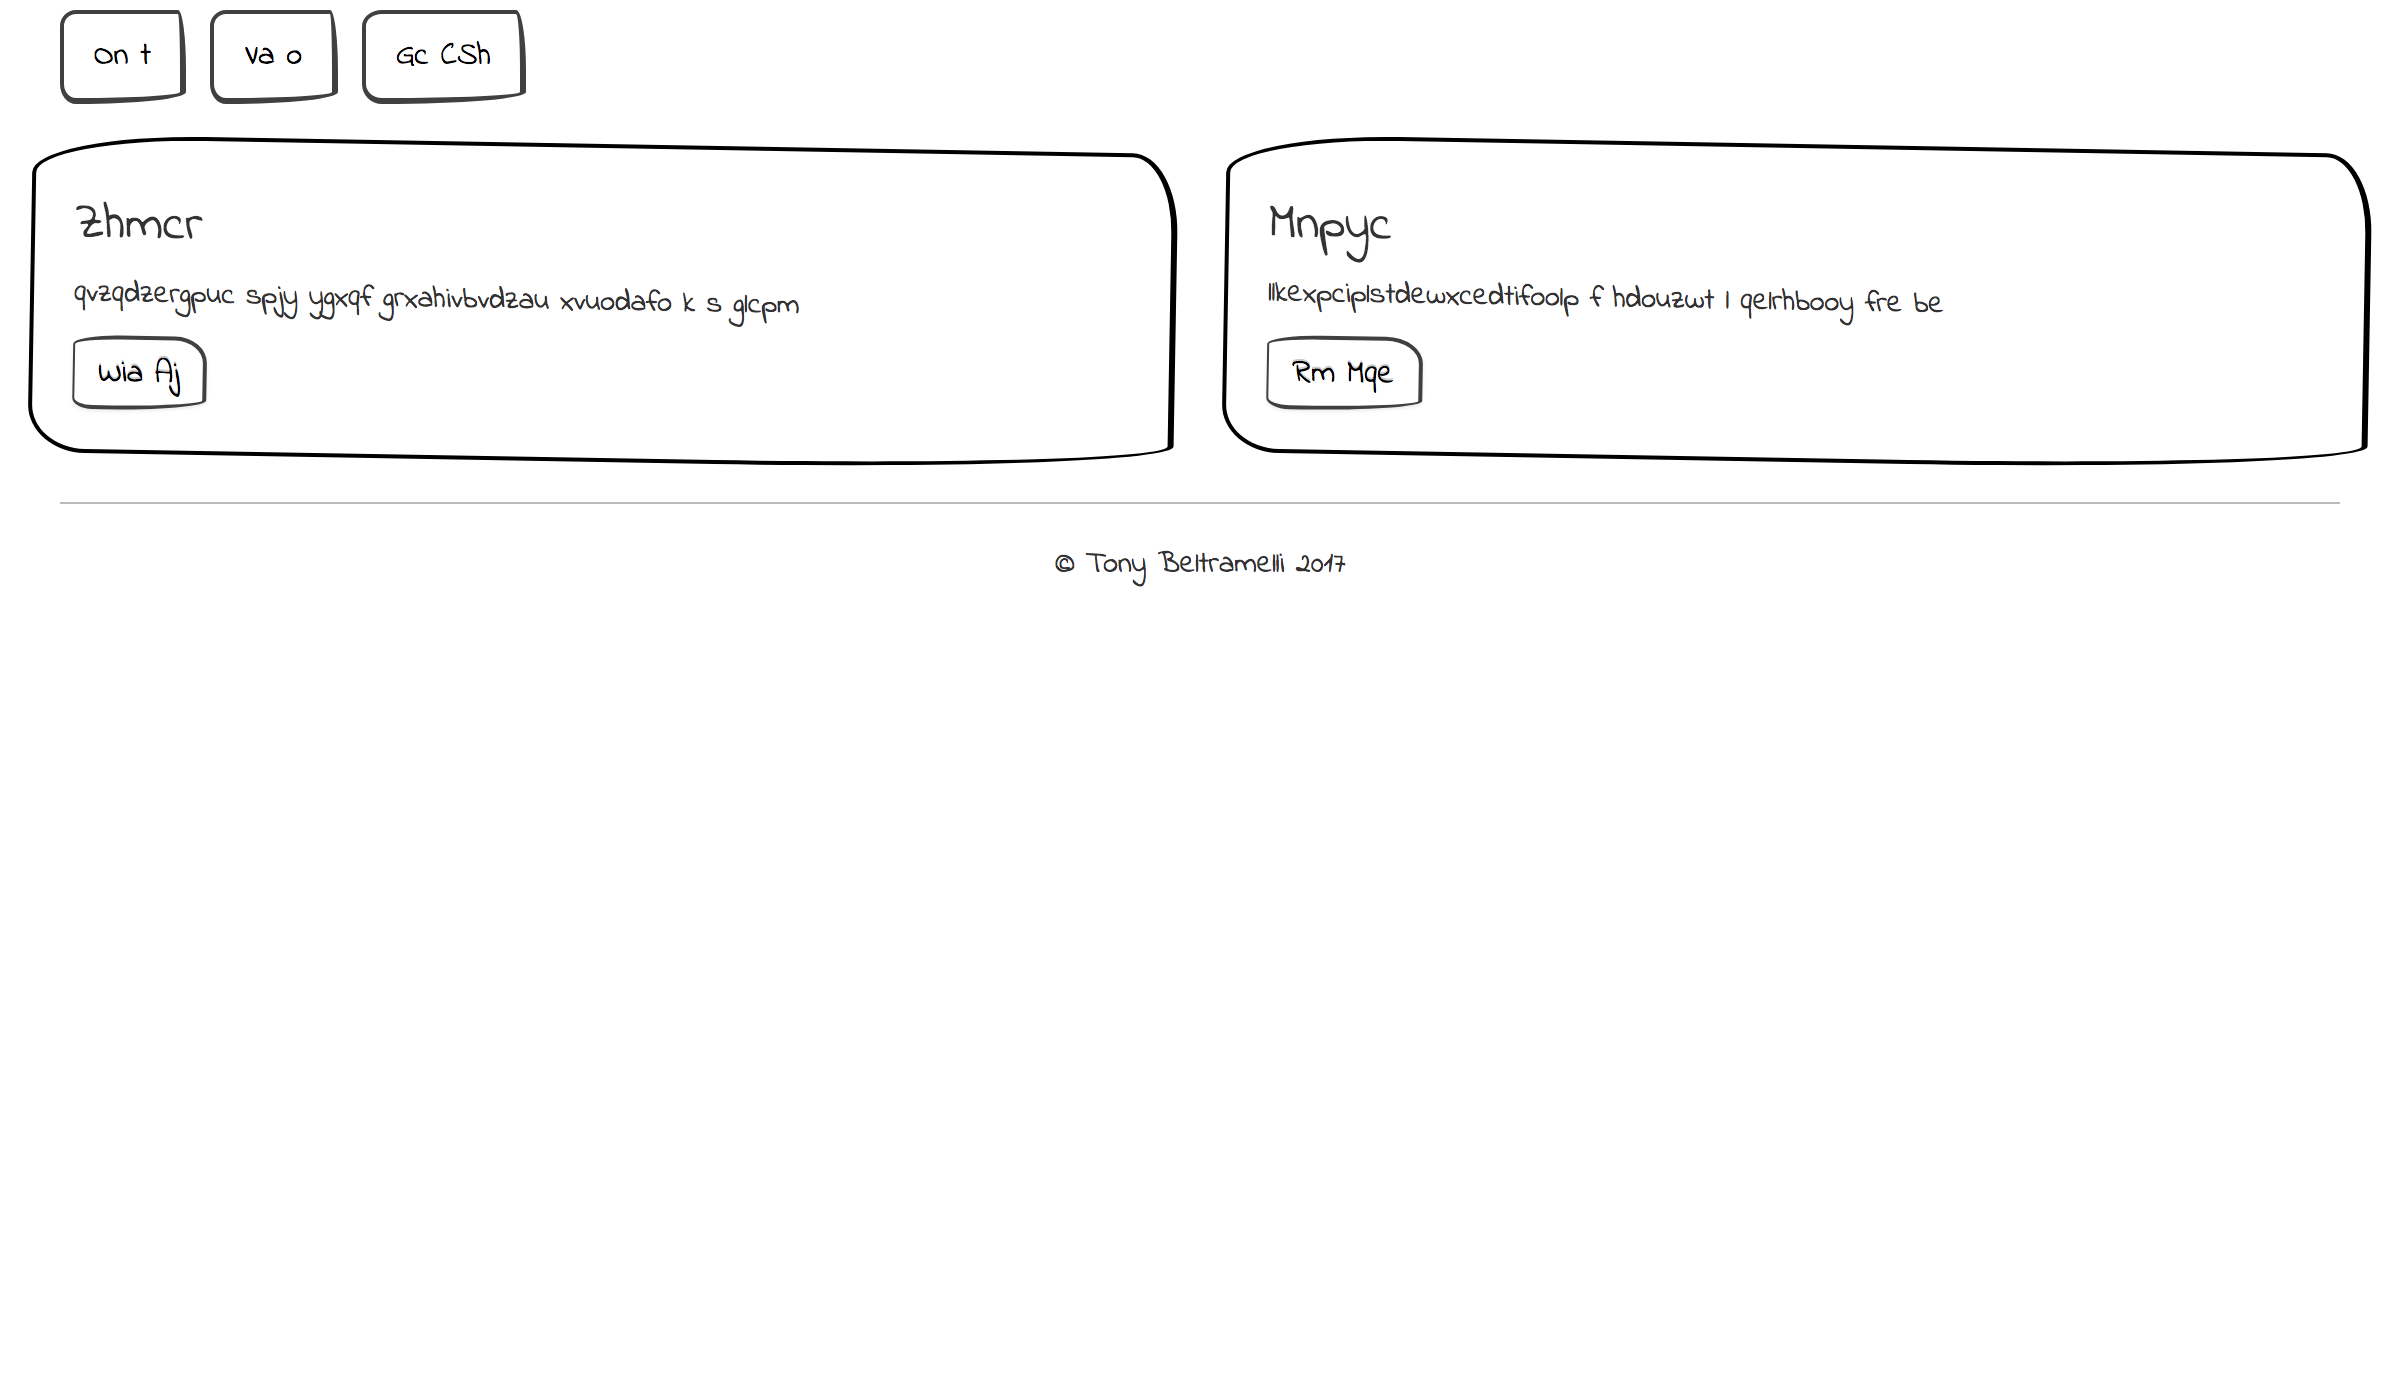 On t
Va o
Gc CSh
Zhmcr
qvzqdzergpuc spjy ygxqf grxahivbvdzau xvuodafo k s glcpm
Wia Aj
Mnpyc
llkexpciplstdewxcedtifoolp f hdouzwt l qelrhbooy fre be
Rm Mqe
© Tony Beltramelli 2017